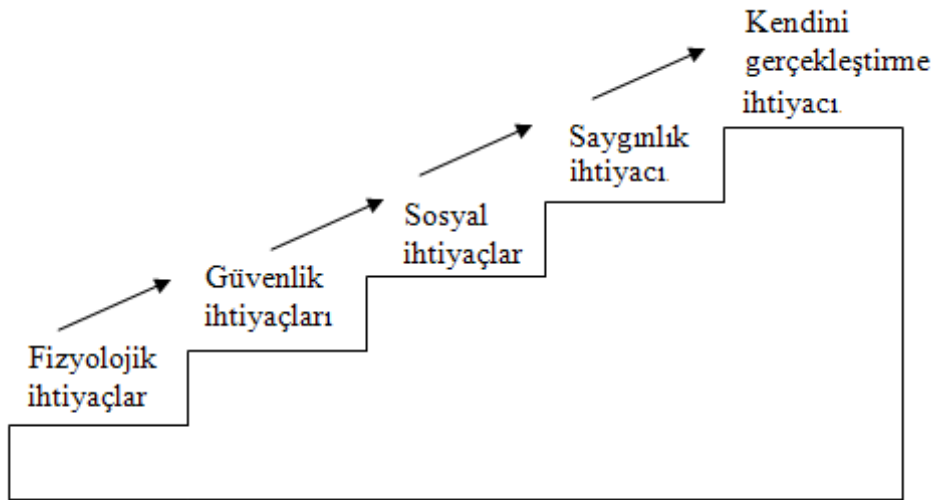 Kendini
gerçekleştirme
ihtiyacı.
Saygınlık
ihtiyacı.
Sosyal
ihtiyaçlar
Güvenlik
ihtiyaçları
Fizyolojik
ihtiyaçlar